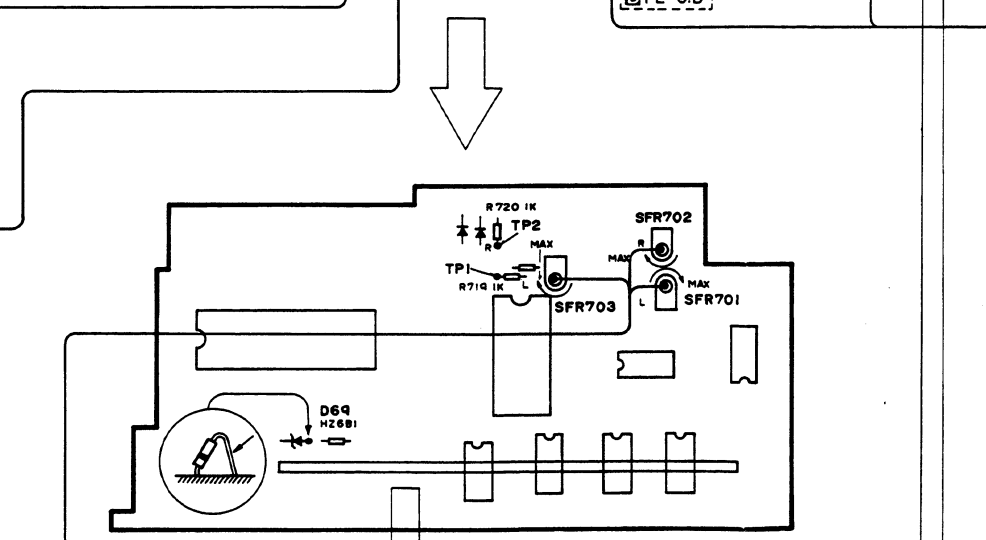 R720 1K
TP2
R
MAX
TP1
R719 1K
L
SFR703
SFR702
R
MAX
MAX
SFR701
L
D69
HZ6B1